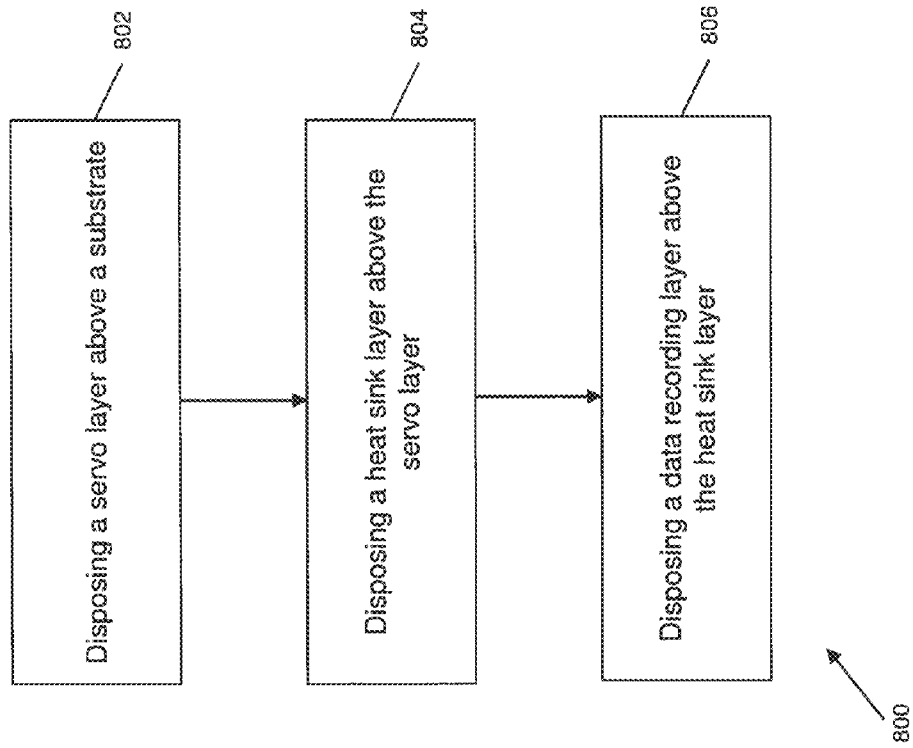 802
Disposing a servo layer above a substrate
804
Disposing a heat sink layer above the
servo layer
806
Disposing a data recording layer above
the heat sink layer
800